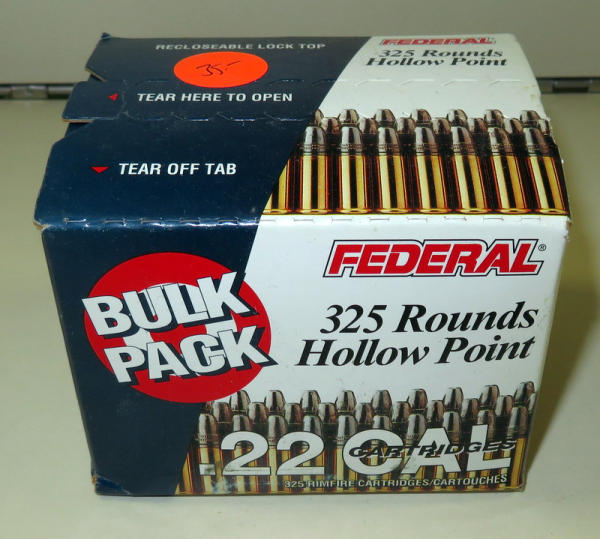 RECLOSEABLE LOCK TOP
35.-
TEAR HERE TO OPEN
TEAR OFF TAB
FEDERAL
325 Rounds
Hollow Point
BULK
PACK
FEDERAL®
325 Rounds
Hollow Point
.22 CAL
CARTRIDGES
325 RIMFIRE CARTRIDGES/CARTOUCHES